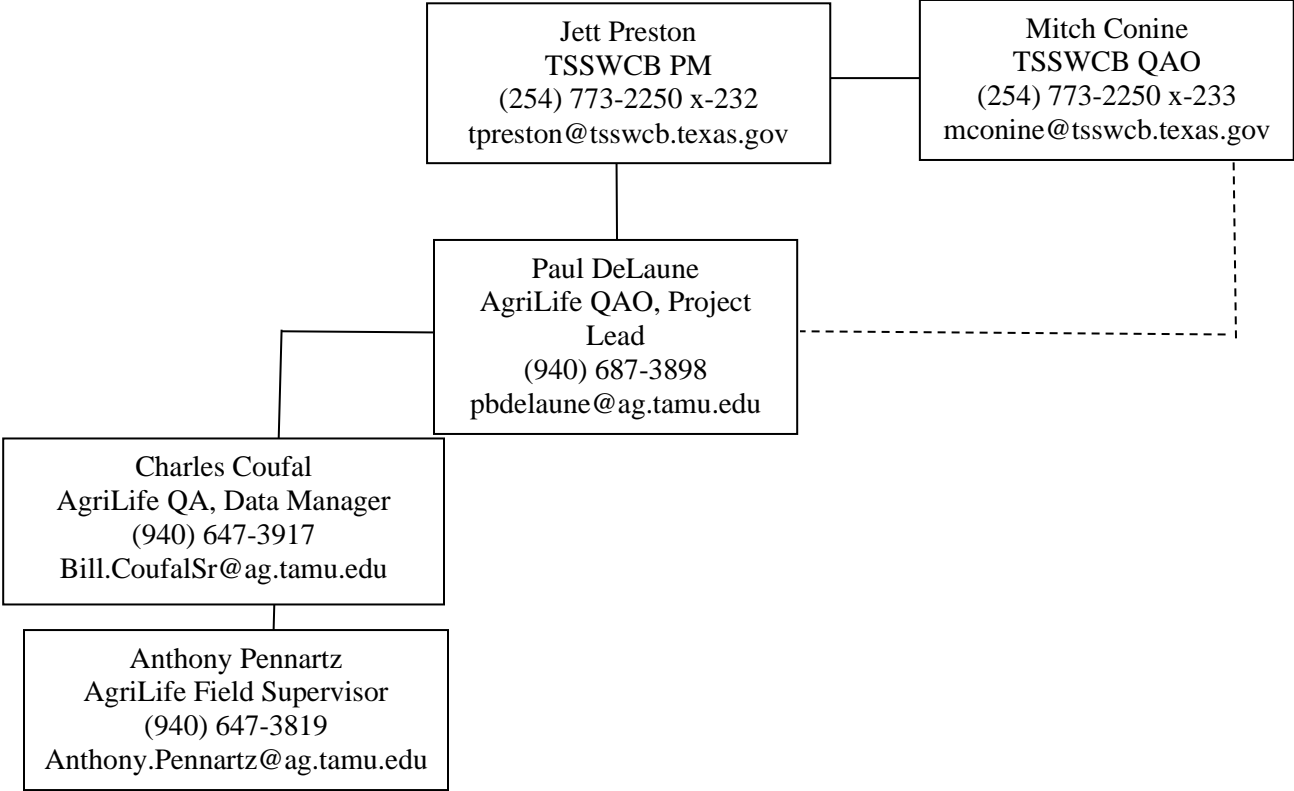 Jett Preston
TSSWCB PM
(254) 773-2250 x-232
tpreston@tsswcb.texas.gov
Mitch Conine
TSSWCB QAO
(254) 773-2250 x-233
mconine@tsswcb.texas.gov
Paul DeLaune
AgriLife QAO, Project
Lead
(940) 687-3898
pbdelaune@ag.tamu.edu
Charles Coufal
AgriLife QA, Data Manager
(940) 647-3917
Bill.CoufalSr@ag.tamu.edu
Anthony Pennartz
AgriLife Field Supervisor
(940) 647-3819
Anthony.Pennartz@ag.tamu.edu